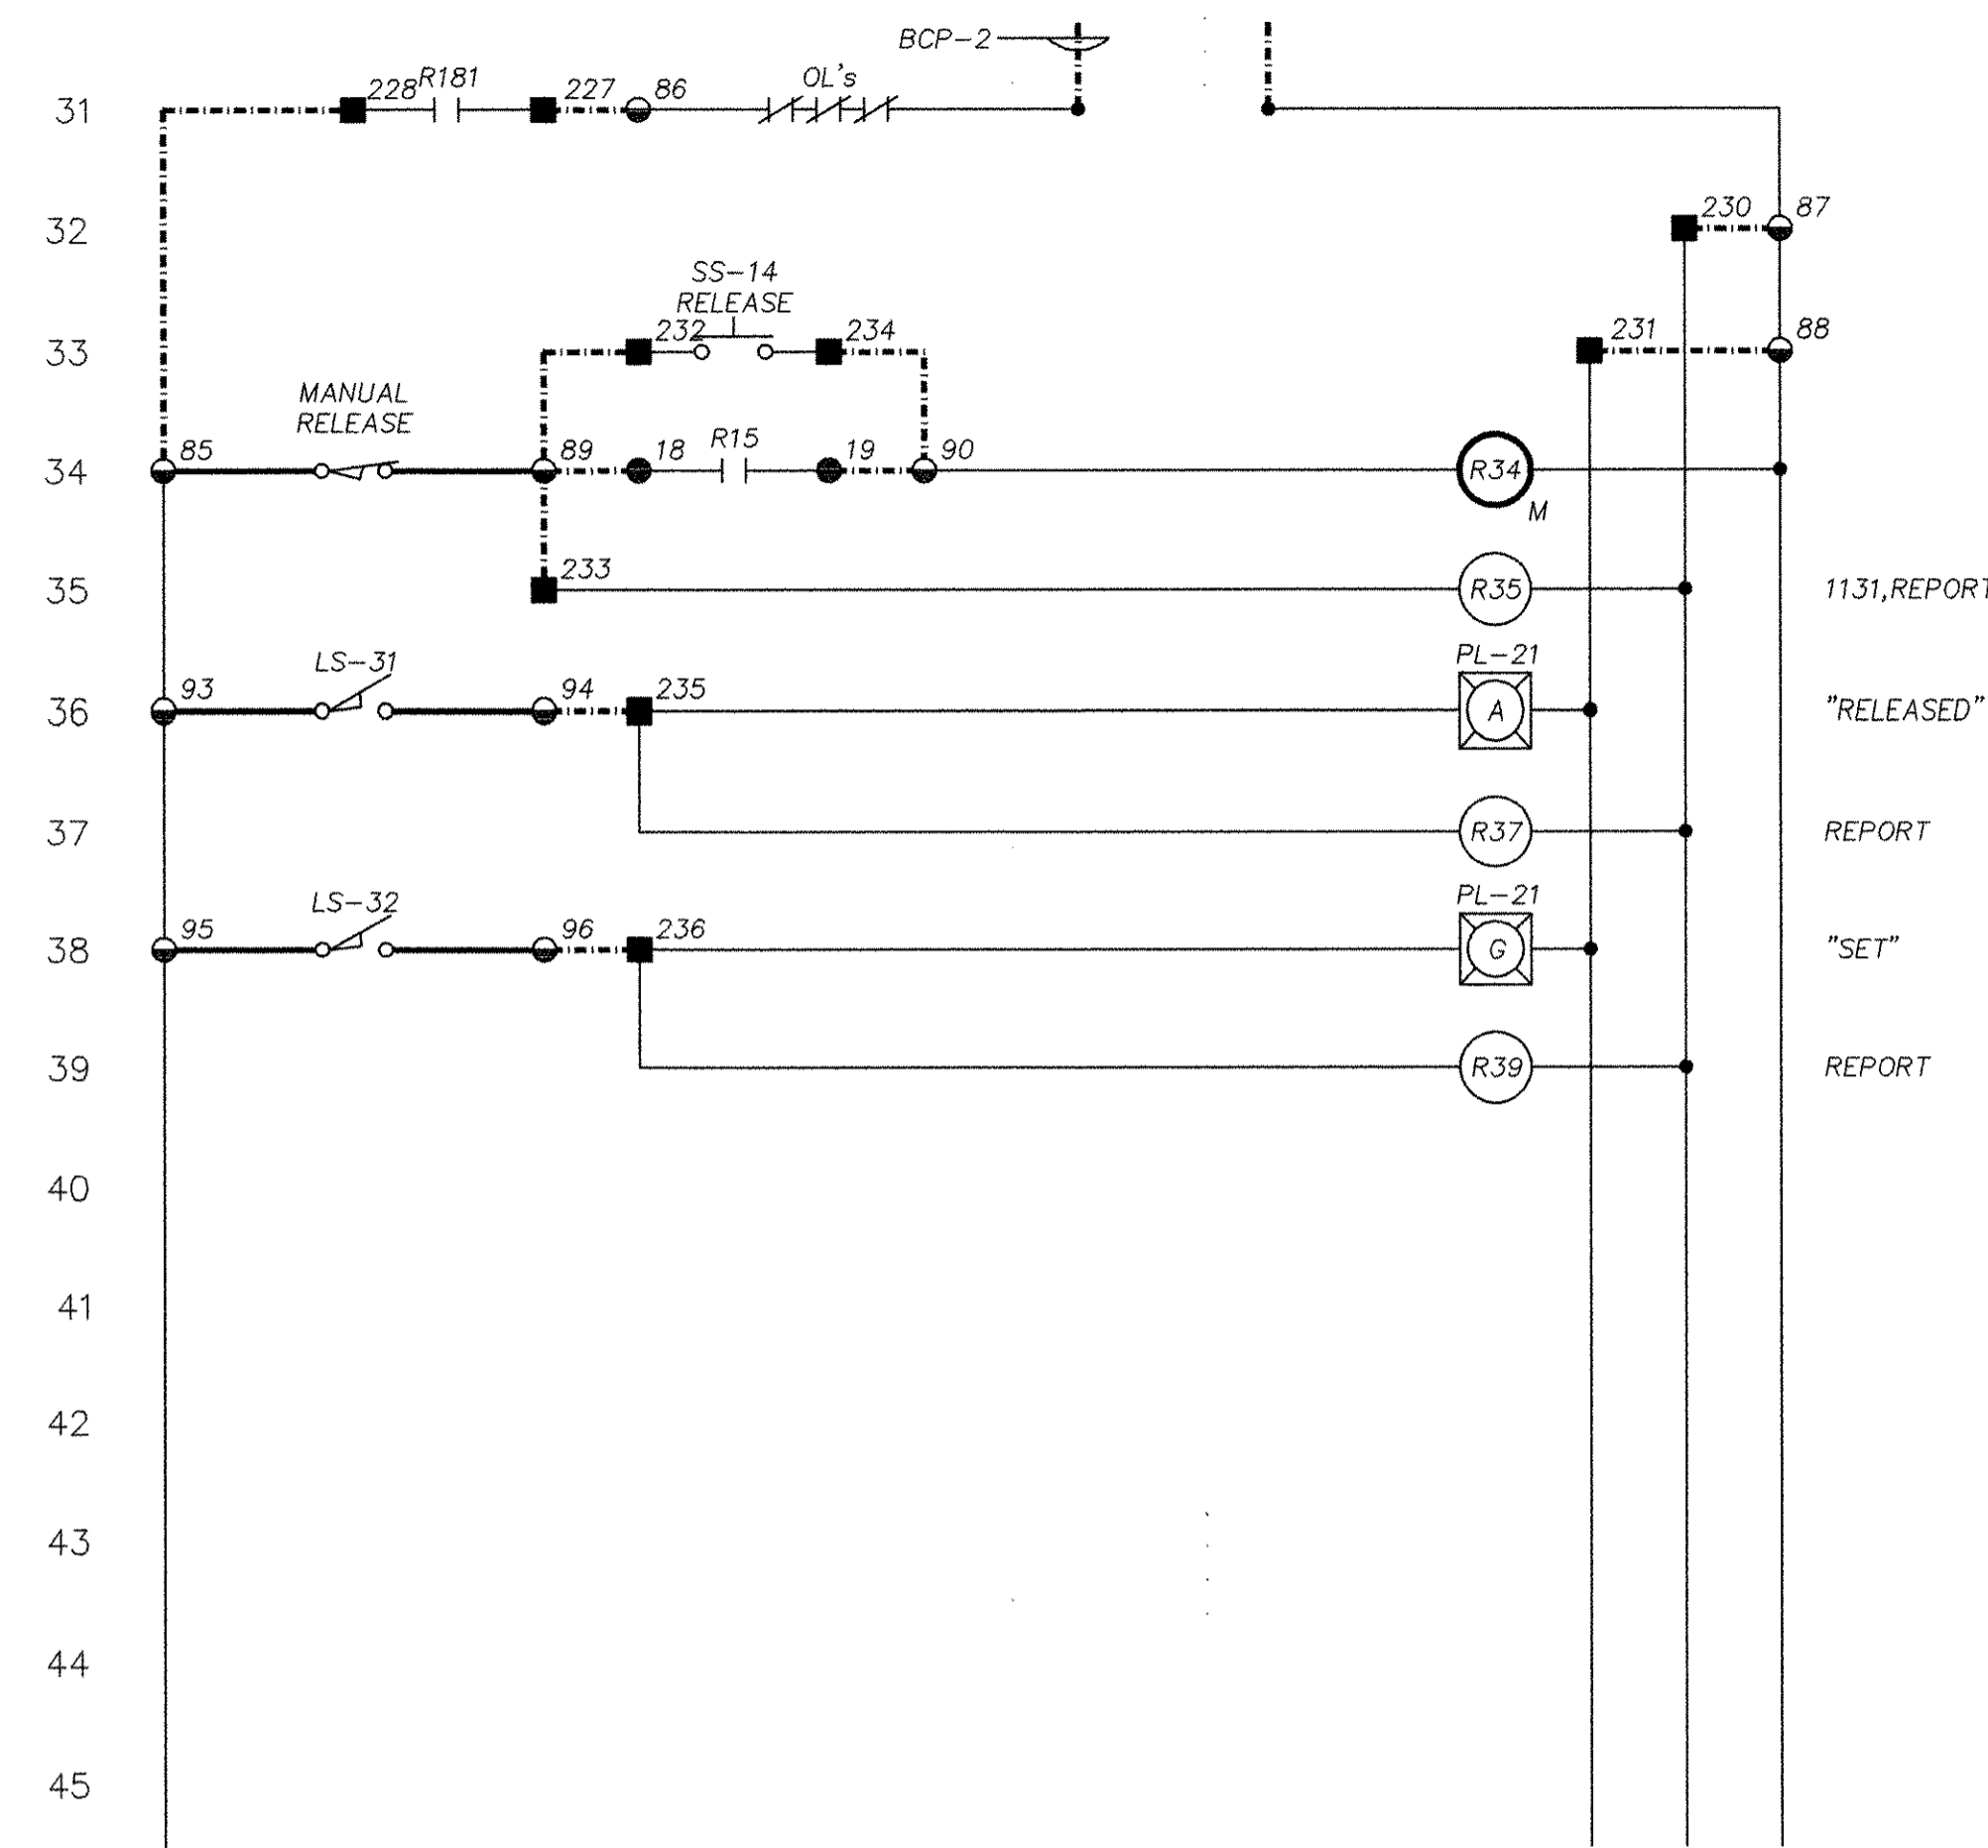 BCP-2
31 228 R181 227 86 OL's
32 230 87
SS-14
RELEASE
33 232 234 231 88
MANUAL
RELEASE
34 85 89 18 R15 19 90 R34
M
35 233 R35 1131,REPORT
LS-31 PL-21
36 93 94 235 A "RELEASED"
37 R37 REPORT
LS-32 PL-21
38 95 96 236 G "SET"
39 R39 REPORT
40
41
42
43
44
45